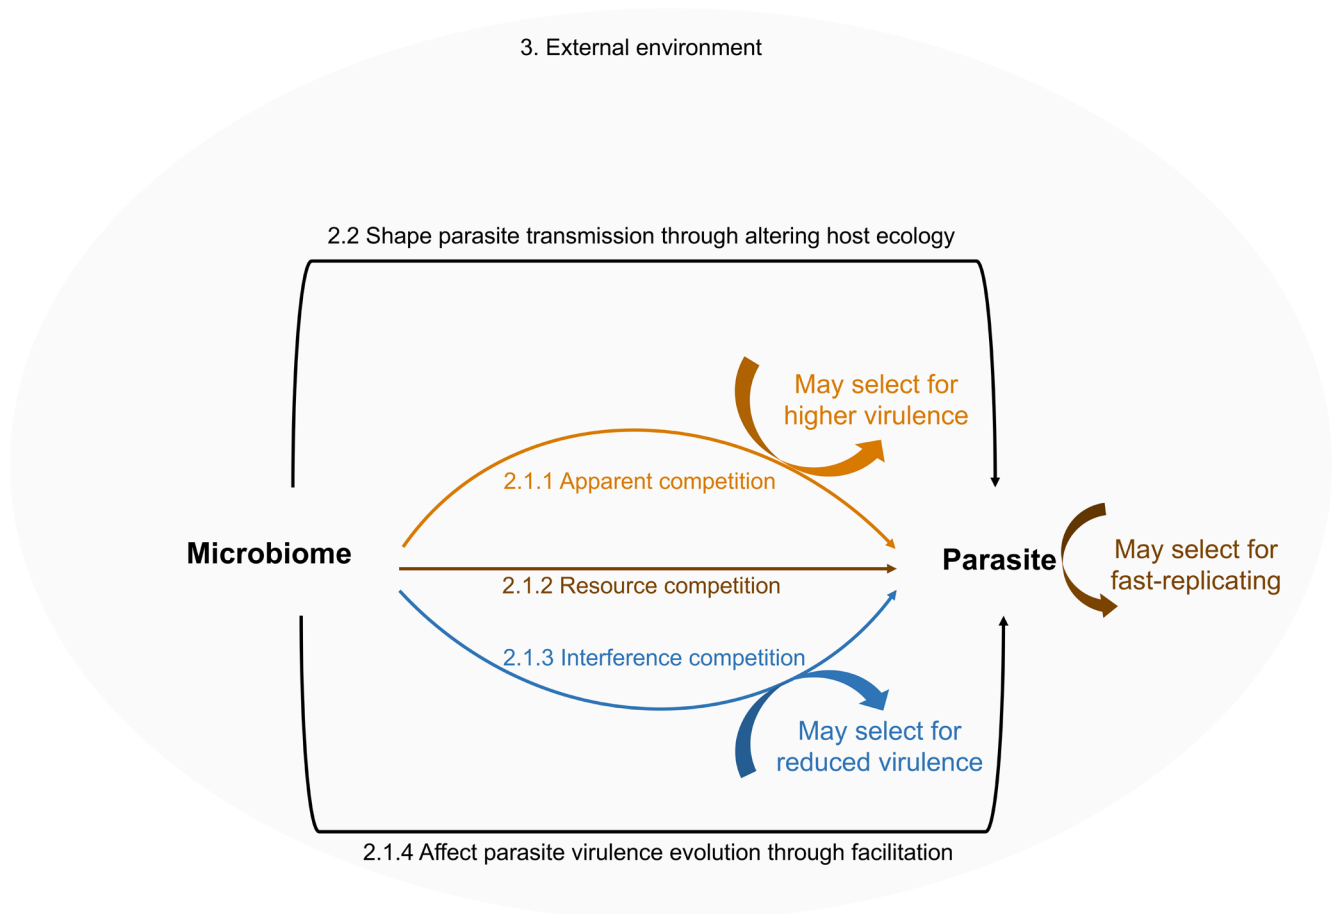 3. External environment
2.2 Shape parasite transmission through altering host ecology
May select for
higher virulence
2.1.1 Apparent competition
Microbiome
Parasite
May select for
fast-replicating
2.1.2 Resource competition
2.1.3 Interference competition
May select for
reduced virulence
2.1.4 Affect parasite virulence evolution through facilitation